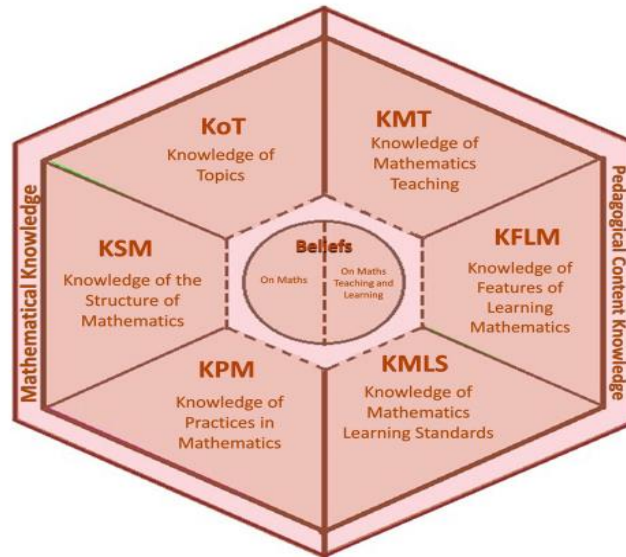 KoT
Knowledge of
Topics
KMT
Knowledge of
Mathematics
Teaching
Mathematical Knowledge
KSM
Knowledge of the
Structure of
Mathematics
Beliefs
On Maths
On Maths
Teaching and
Learning
KFLM
Knowledge of
Features of
Learning
Mathematics
Pedagogical Content Knowledge
KPM
Knowledge of
Practices in
Mathematics
KMLS
Knowledge of
Mathematics
Learning Standards